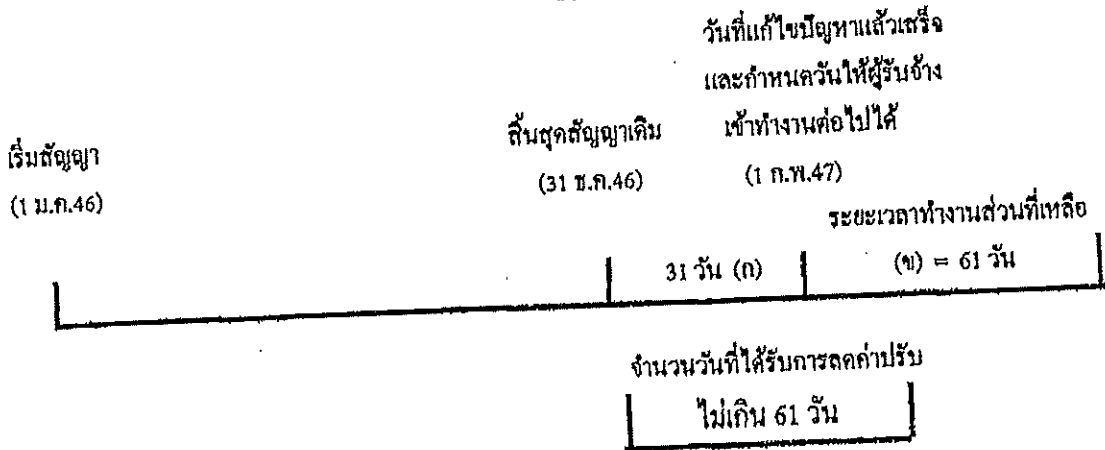 วันที่แก้ไขปัญหาแล้วเสร็จ
และกำหนดวันให้ผู้รับจ้าง
เข้าทำงานต่อไปได้
(1 ก.พ.47)
สิ้นสุดสัญญาเดิม
(31 ธ.ค.46)
เริ่มสัญญา
(1 ม.ค.46)
ระยะเวลาทำงานส่วนที่เหลือ
31 วัน (ก)
(ข) = 61 วัน
จำนวนวันที่ได้รับการลดค่าปรับ
ไม่เกิน 61 วัน